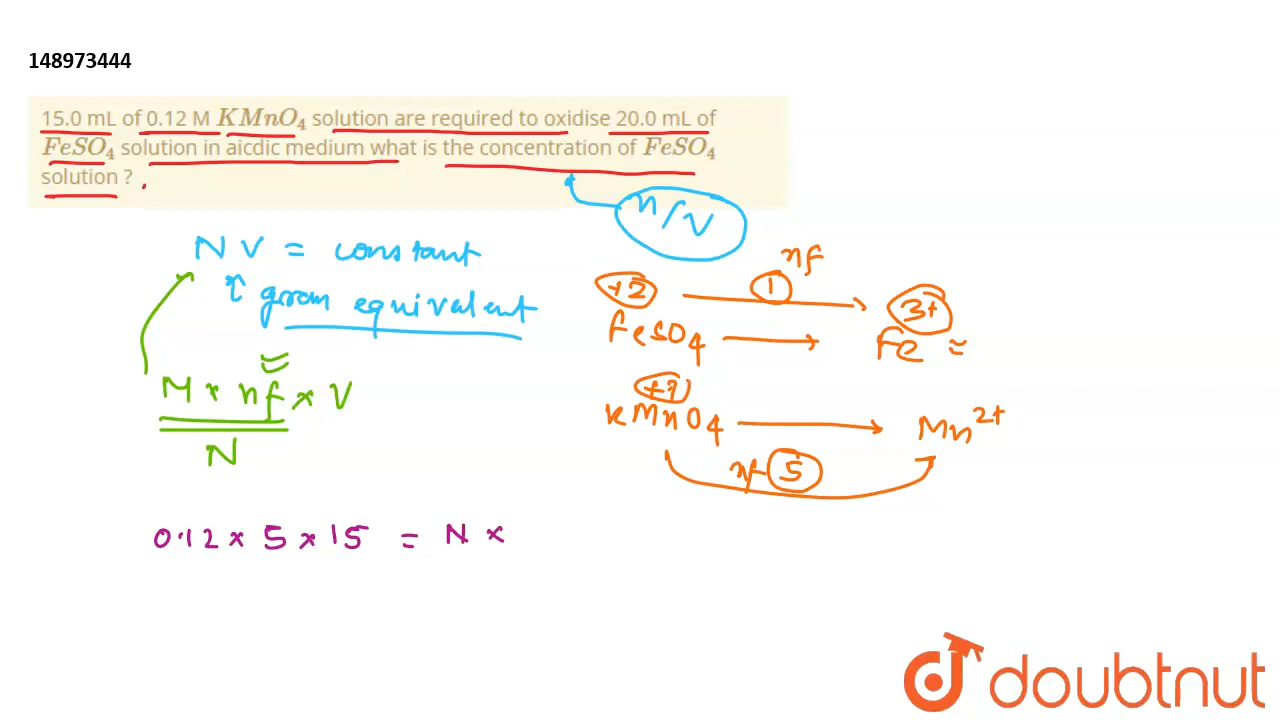 148973444
15.0 mL of 0.12 M KMnO₄ solution are required to oxidise 20.0 mL of
FeSO₄ solution in aicdic medium what is the concentration of FeSO₄
solution ?
n/V
NV = constant
gram equivalent
M × nf × V
N
nf
+2 1 3+
FeSO₄ → Fe
+7
KMnO₄ → Mn²⁺
nf 5
0.12 × 5 × 15 = N ×
doubtnut